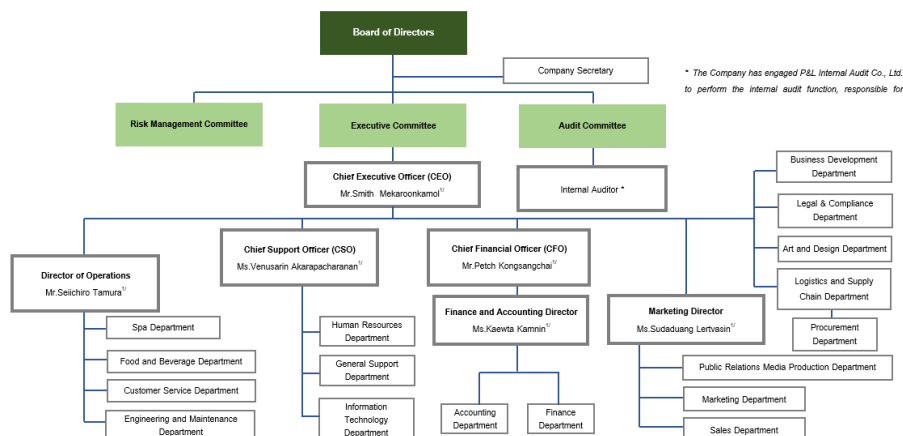 Board of Directors
Company Secretary
* The Company has engaged P&L Internal Audit Co., Ltd.
to perform the internal audit function, responsible for
Risk Management Committee
Executive Committee
Audit Committee
Chief Executive Officer (CEO)
Mr.Smith Mekaroonkamol1/
Internal Auditor *
Business Development
Department
Legal & Compliance
Department
Art and Design Department
Logistics and Supply
Chain Department
Procurement
Department
Director of Operations
Mr.Seiichiro Tamura1/
Chief Support Officer (CSO)
Ms.Venusarin Akarapacharanan1/
Chief Financial Officer (CFO)
Mr.Petch Kongsangchai1/
Finance and Accounting Director
Ms.Kaewta Kamnin1/
Marketing Director
Ms.Sudaduang Lertvasin1/
Spa Department
Food and Beverage Department
Customer Service Department
Engineering and Maintenance
Department
Human Resources
Department
General Support
Department
Information
Technology
Department
Accounting
Department
Finance
Department
Public Relations Media Production Department
Marketing Department
Sales Department